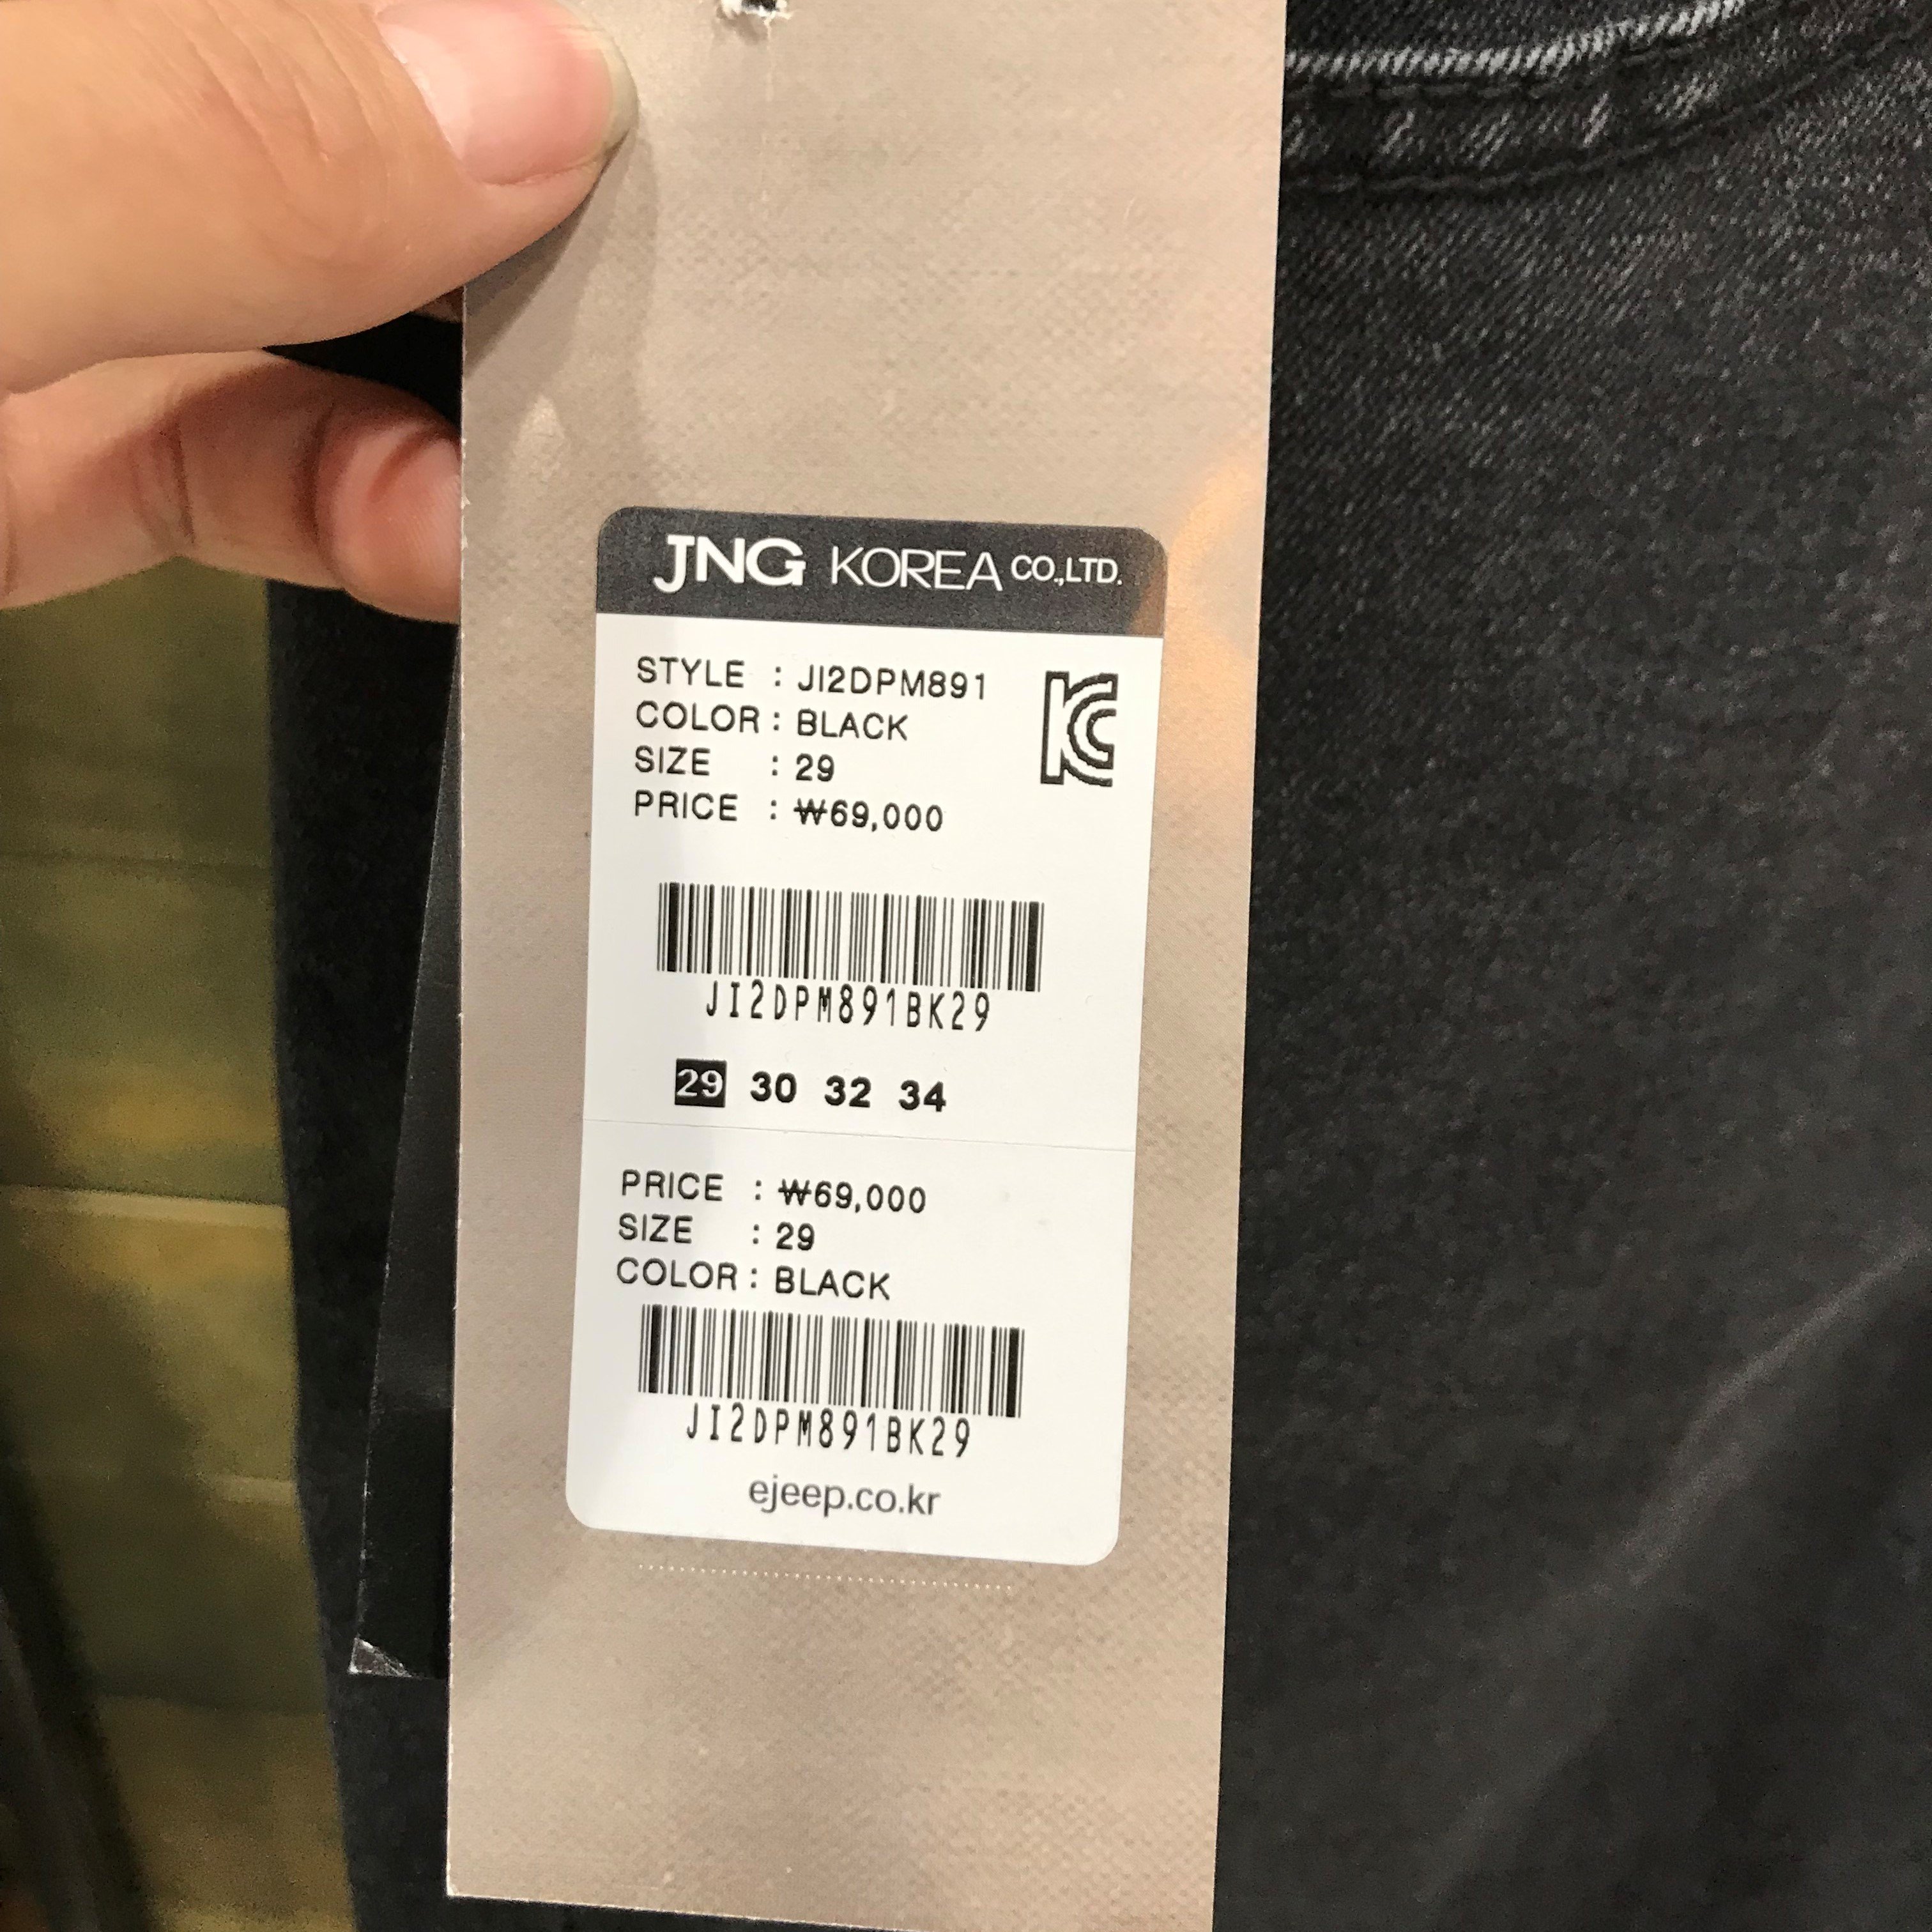 JNG KOREA CO.,LTD.
STYLE : JI2DPM891
KC
COLOR : BLACK
SIZE : 29
PRICE : ₩69,000
JI2DPM891BK29
29 30 32 34
PRICE : ₩69,000
SIZE : 29
COLOR : BLACK
JI2DPM891BK29
ejeep.co.kr